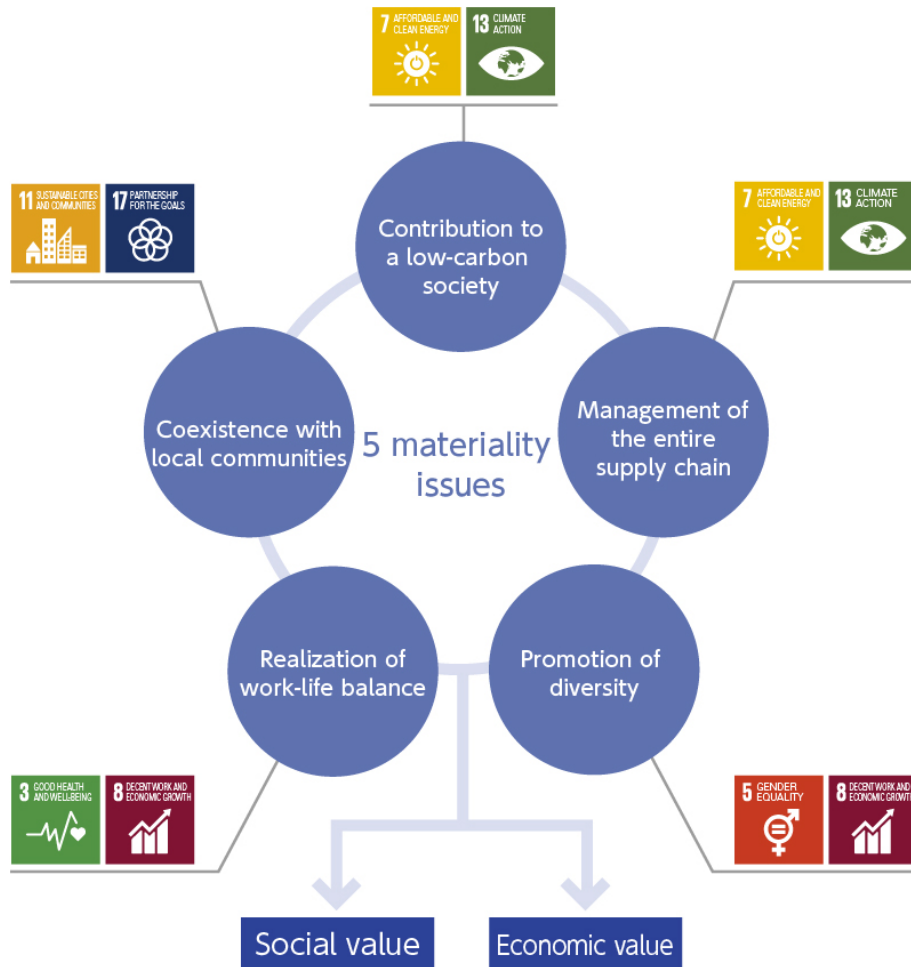 7 AFFORDABLE AND
CLEAN ENERGY
13 CLIMATE
ACTION
Contribution to
a low-carbon
society
11 SUSTAINABLE CITIES
AND COMMUNITIES
17 PARTNERSHIP
FOR THE GOALS
7 AFFORDABLE AND
CLEAN ENERGY
13 CLIMATE
ACTION
Coexistence with
local communities
5 materiality
issues
Management of
the entire
supply chain
Realization of
work-life balance
Promotion of
diversity
3 GOOD HEALTH
AND WELL-BEING
8 DECENT WORK AND
ECONOMIC GROWTH
5 GENDER
EQUALITY
8 DECENT WORK AND
ECONOMIC GROWTH
Social value
Economic value